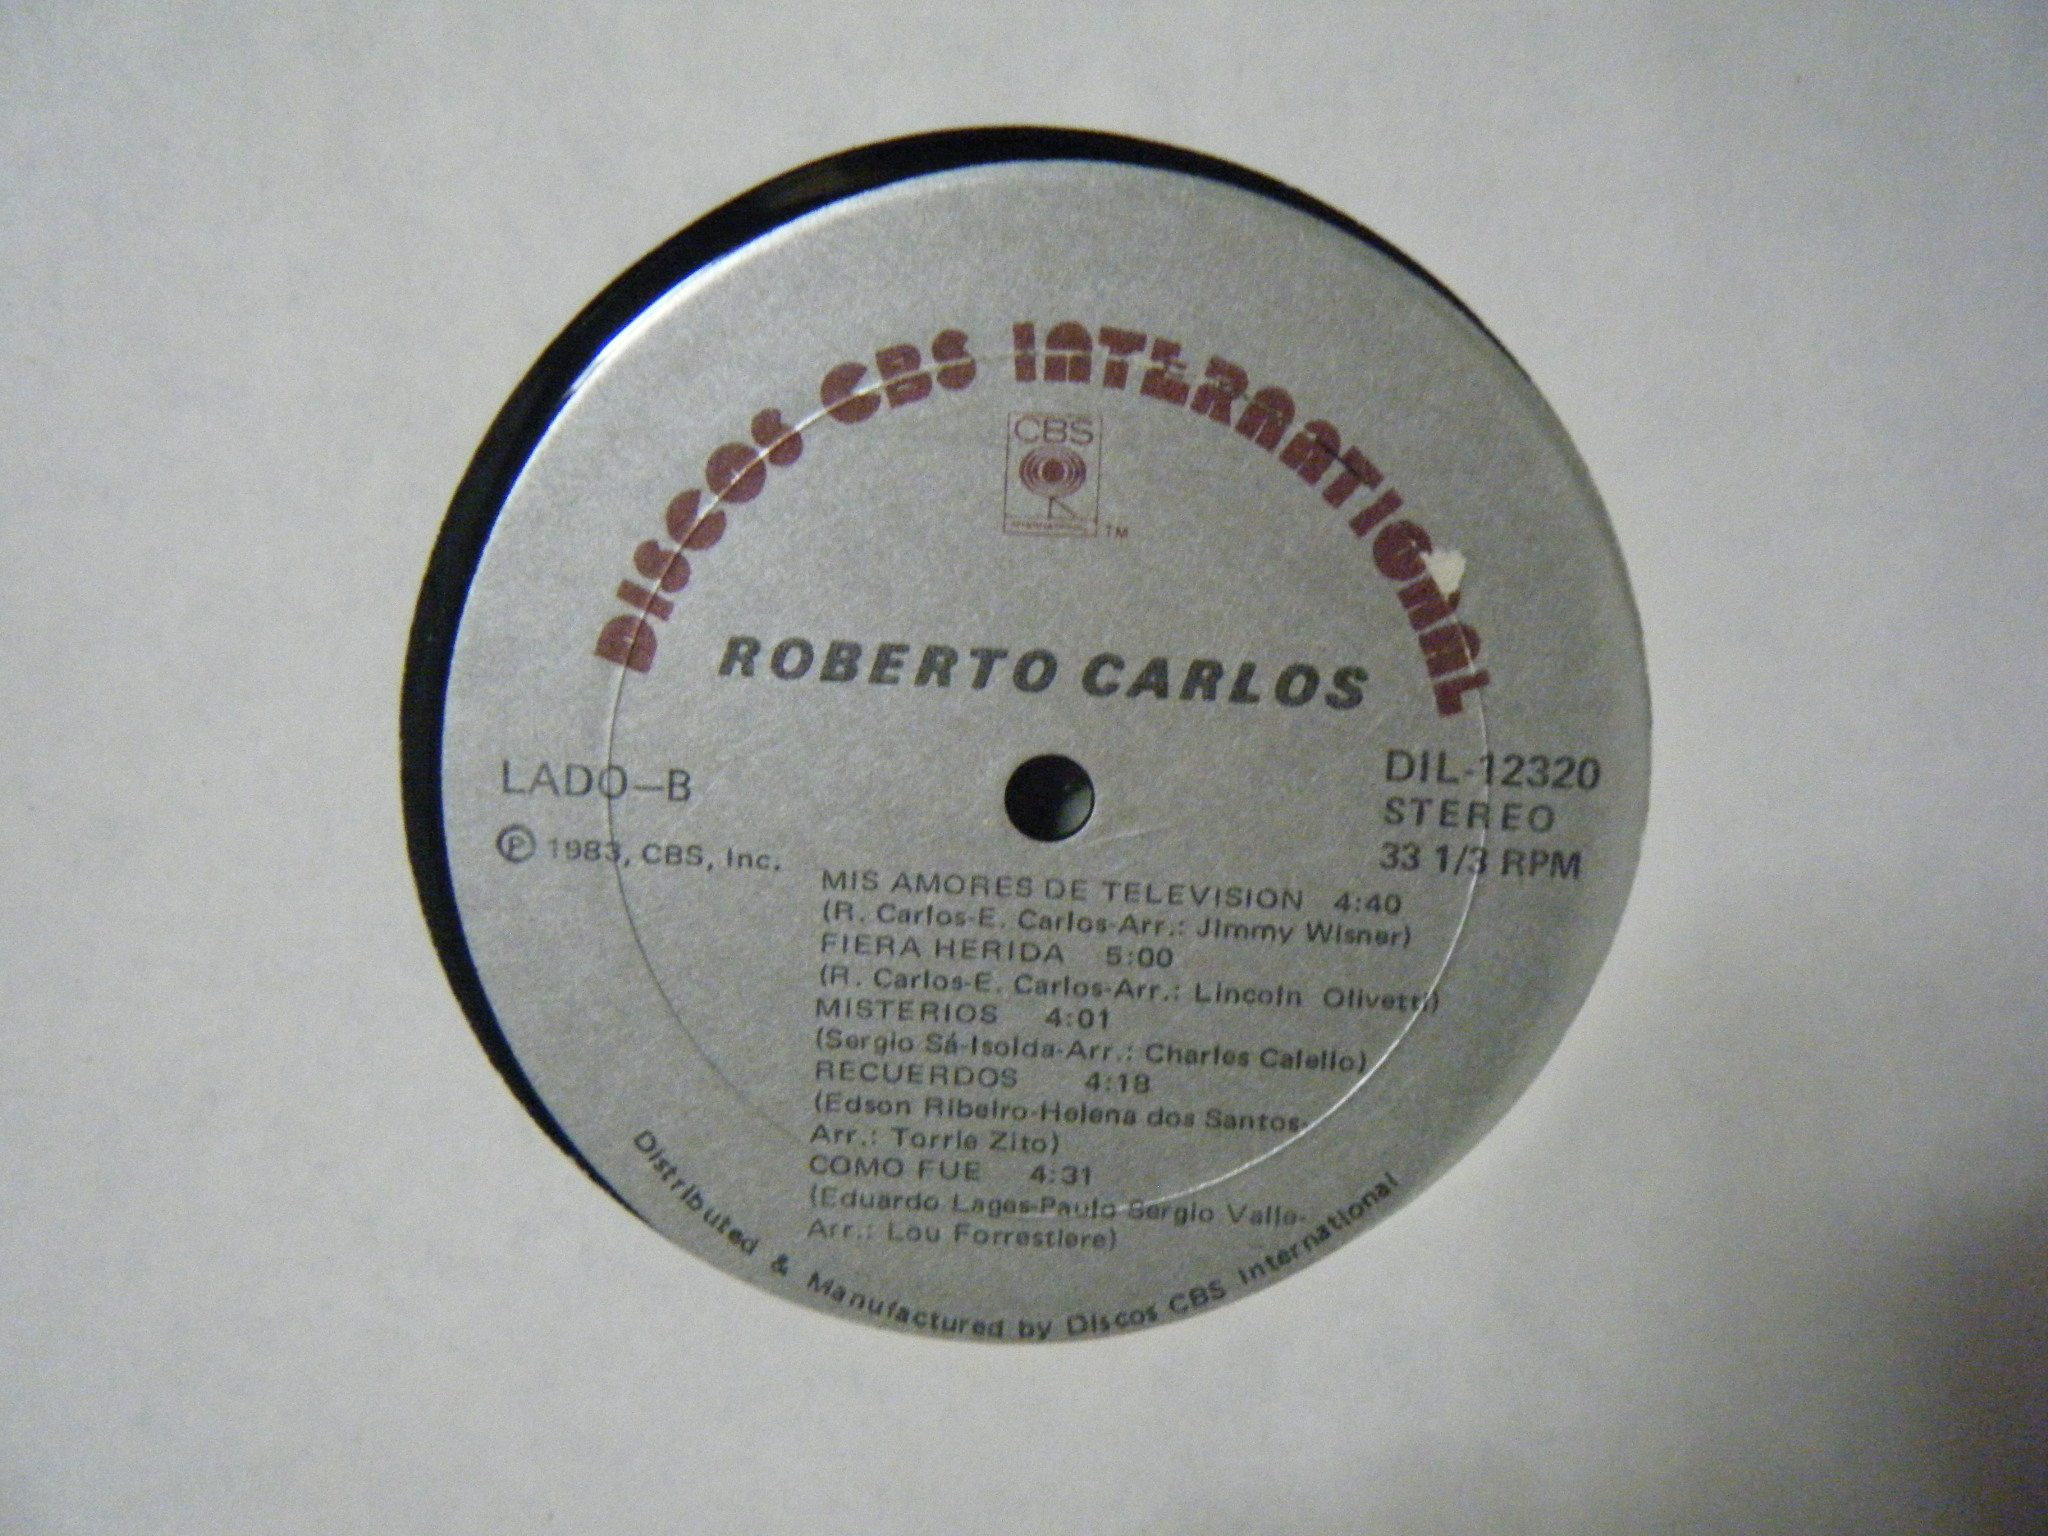 DISCOS CBS INTERNATIONAL
CBS
TM
ROBERTO CARLOS
LADO—B
DIL-12320
STEREO
Ⓟ 1983, CBS, Inc.
33 1/3 RPM
MIS AMORES DE TELEVISION 4:40
(R. Carlos-E. Carlos-Arr.: Jimmy Wisner)
FIERA HERIDA 5:00
(R. Carlos-E. Carlos-Arr.: Lincoln Olivetti)
MISTERIOS 4:01
(Sergio Sá-Isolda-Arr.: Charles Calello)
RECUERDOS 4:18
(Edson Ribeiro-Helena dos Santos-
Arr.: Torrie Zito)
COMO FUE 4:31
(Eduardo Lages-Paulo Sergio Valle-
Arr.: Lou Forrestiere)
Distributed & Manufactured by Discos CBS International